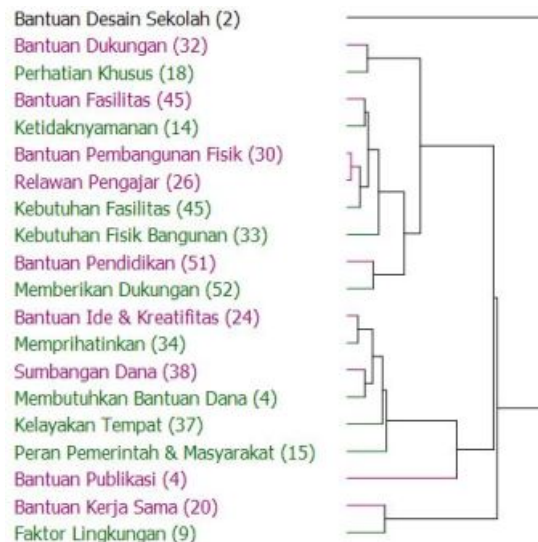 Bantuan Desain Sekolah (2)
Bantuan Dukungan (32)
Perhatian Khusus (18)
Bantuan Fasilitas (45)
Ketidaknyamanan (14)
Bantuan Pembangunan Fisik (30)
Relawan Pengajar (26)
Kebutuhan Fasilitas (45)
Kebutuhan Fisik Bangunan (33)
Bantuan Pendidikan (51)
Memberikan Dukungan (52)
Bantuan Ide & Kreatifitas (24)
Memprihatinkan (34)
Sumbangan Dana (38)
Membutuhkan Bantuan Dana (4)
Kelayakan Tempat (37)
Peran Pemerintah & Masyarakat (15)
Bantuan Publikasi (4)
Bantuan Kerja Sama (20)
Faktor Lingkungan (9)